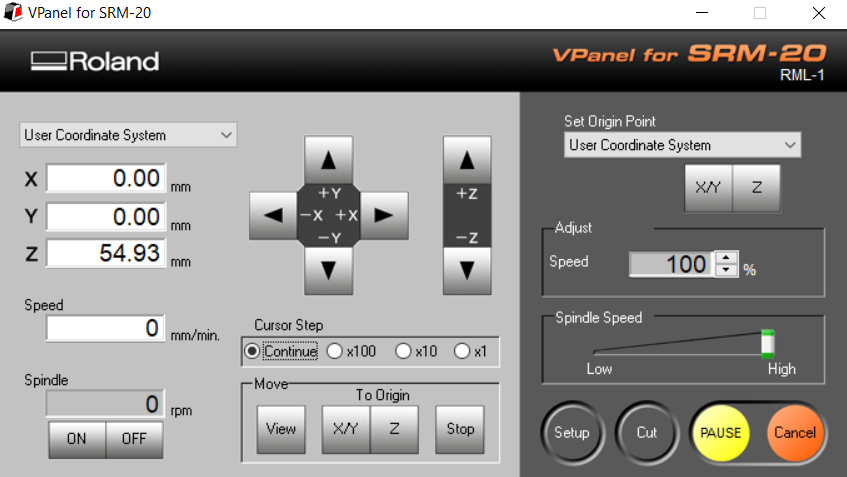 VPanel for SRM-20
Roland
VPanel for SRM-20
RML-1
User Coordinate System
X 0.00 mm
Y 0.00 mm
Z 54.93 mm
Speed
0 mm/min.
Spindle
0 rpm
ON OFF
+Y
-X +X
-Y
+Z
-Z
Cursor Step
Continue x100 x10 x1
Move
To Origin
View X/Y Z Stop
Set Origin Point
User Coordinate System
X/Y Z
Adjust
Speed 100 %
Spindle Speed
Low High
Setup Cut PAUSE Cancel